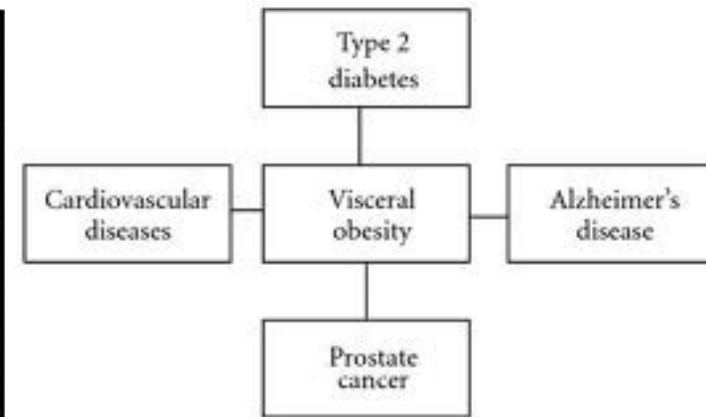 Type 2
diabetes
Cardiovascular
diseases
Visceral
obesity
Alzheimer's
disease
Prostate
cancer